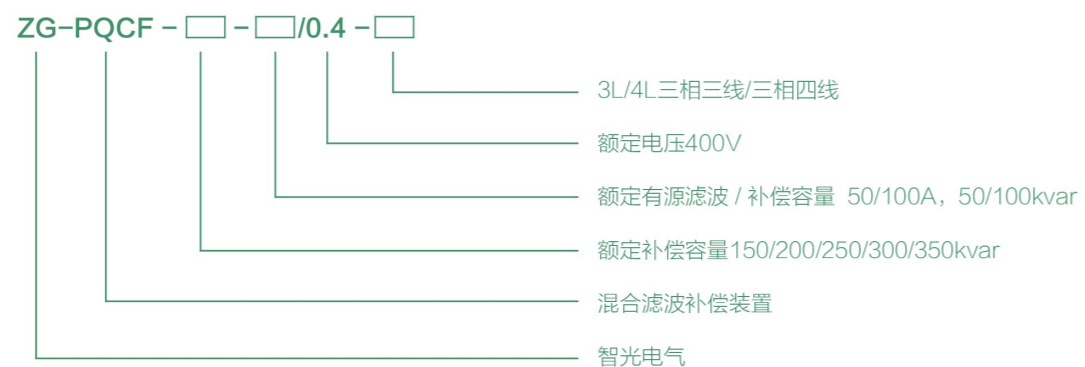 ZG-PQCF - □ - □/0.4 - □
3L/4L三相三线/三相四线
额定电压400V
额定有源滤波 / 补偿容量 50/100A，50/100kvar
额定补偿容量150/200/250/300/350kvar
混合滤波补偿装置
智光电气